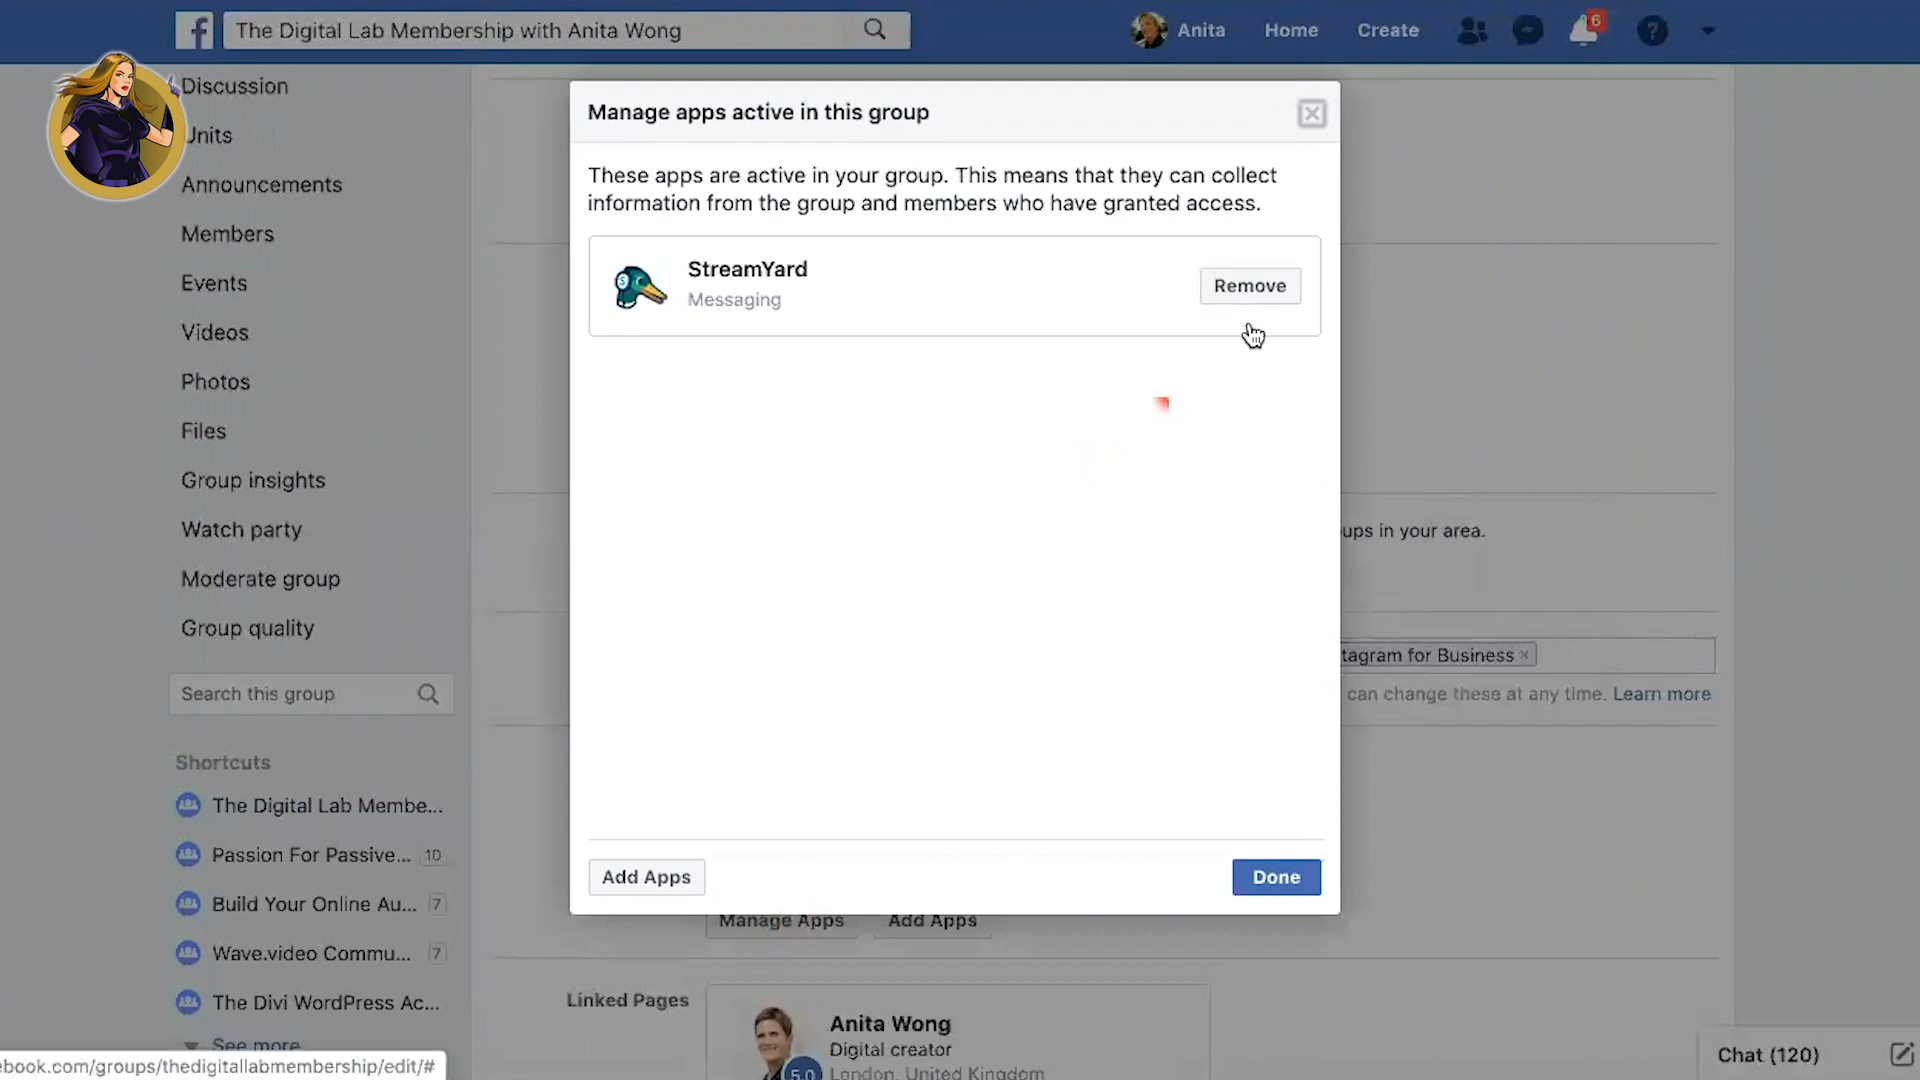 The Digital Lab Membership with Anita Wong
Anita
Home
Create
6
?
Discussion
Units
Announcements
Members
Events
Videos
Photos
Files
Group insights
Watch party
Moderate group
Group quality
Search this group
Shortcuts
The Digital Lab Membe...
Passion For Passive... 10
Build Your Online Au... 7
Wave.video Commu... 7
The Divi WordPress Ac...
See more
ebook.com/groups/thedigitallabmembership/edit/#
Manage apps active in this group
These apps are active in your group. This means that they can collect
information from the group and members who have granted access.
StreamYard
Messaging
Remove
Add Apps
Done
ups in your area.
tagram for Business ×
can change these at any time. Learn more
Manage Apps
Add Apps
Linked Pages
Anita Wong
Digital creator
London, United Kingdom
5.0
Chat (120)